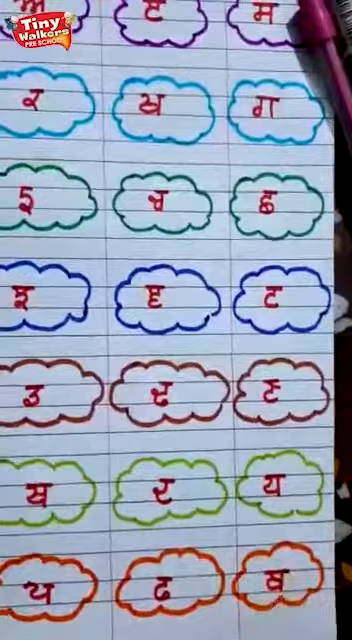 Tiny
Walkers
PRE SCHOOL
ट म
र ख ग
इ च छ
इ घ ट
उ द
ख र य
थ ढ ब